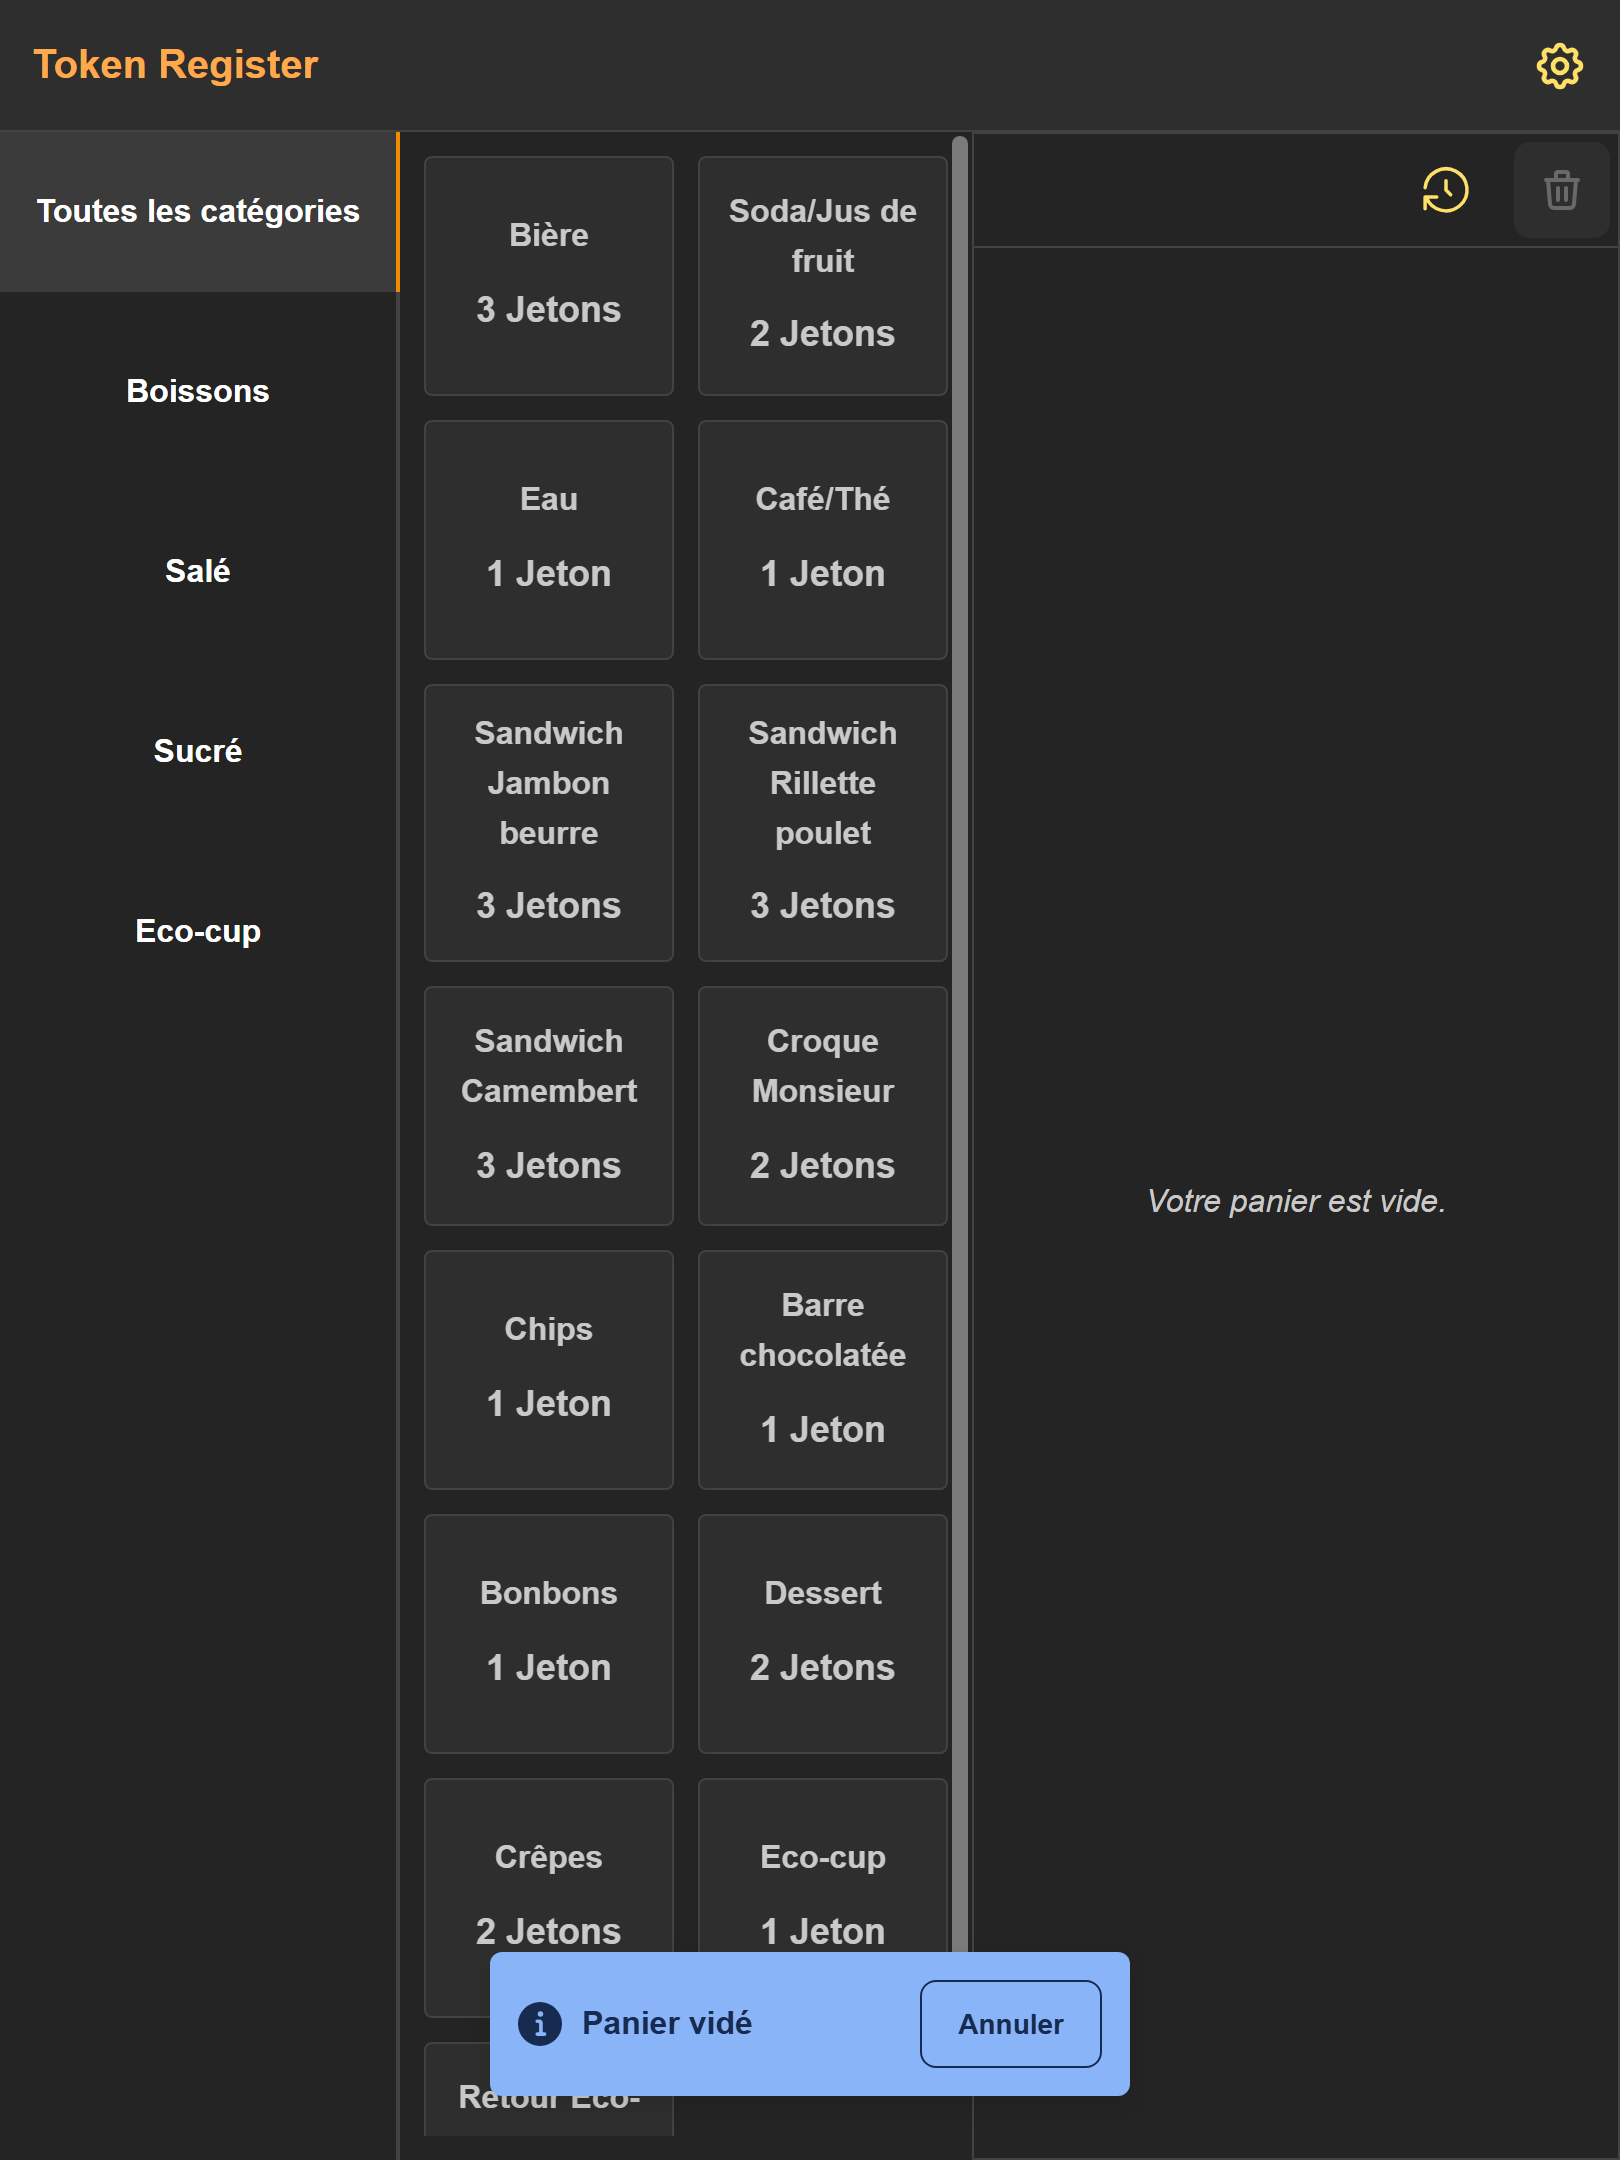 Token Register
Toutes les catégories
Boissons
Salé
Sucré
Eco-cup
Bière
3 Jetons
Soda/Jus de
fruit
2 Jetons
Eau
1 Jeton
Café/Thé
1 Jeton
Sandwich
Jambon
beurre
3 Jetons
Sandwich
Rillette
poulet
3 Jetons
Sandwich
Camembert
3 Jetons
Croque
Monsieur
2 Jetons
Chips
1 Jeton
Barre
chocolatée
1 Jeton
Bonbons
1 Jeton
Dessert
2 Jetons
Crêpes
2 Jetons
Eco-cup
1 Jeton
Retour Eco-
Votre panier est vide.
Panier vidé
Annuler